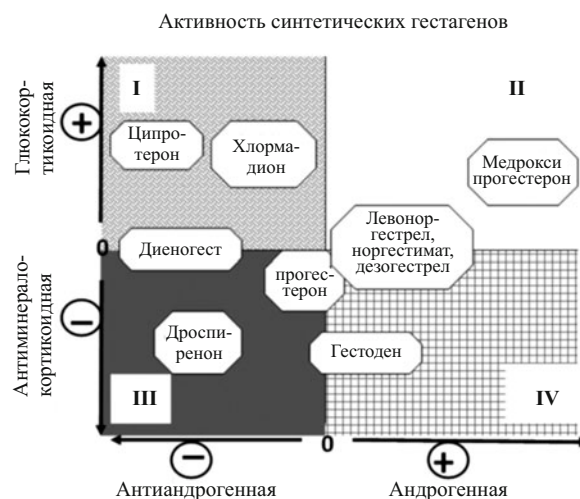 Активность синтетических гестагенов
Глюкокор-
тикоидная
+
I
II
Ципро-
терон
Хлорма-
дион
Медрокси
прогестерон
Левонор-
гестрел,
норгестимат,
дезогестрел
0
Диеногест
прогес-
терон
Антиминерало-
кортикоидная
−
Дроспи-
ренон
Гестоден
III
IV
0
−
+
Антиандрогенная
Андрогенная